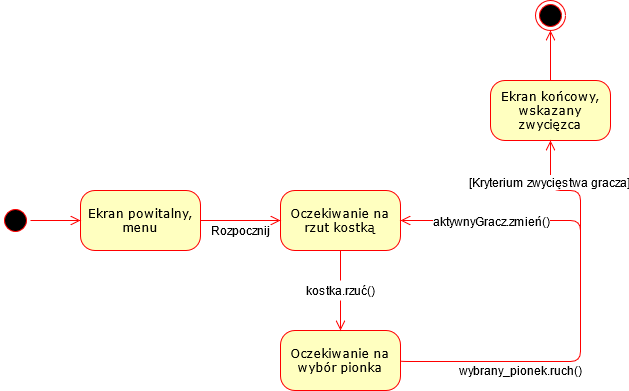 Ekran końcowy,
wskazany
zwycięzca
[Kryterium zwycięstwa gracza]
Ekran powitalny,
menu
Rozpocznij
Oczekiwanie na
rzut kostką
aktywnyGracz.zmień()
kostka.rzuć()
Oczekiwanie na
wybór pionka
wybrany_pionek.ruch()